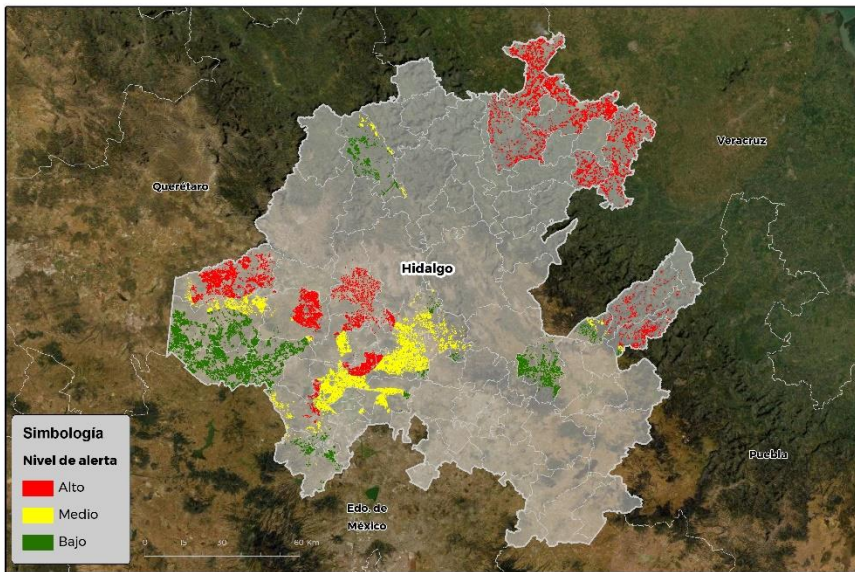 Veracruz
Querétaro
Hidalgo
Puebla
Edo. de
México
Simbología
Nivel de alerta
Alto
Medio
Bajo
0 15 30 60 Km